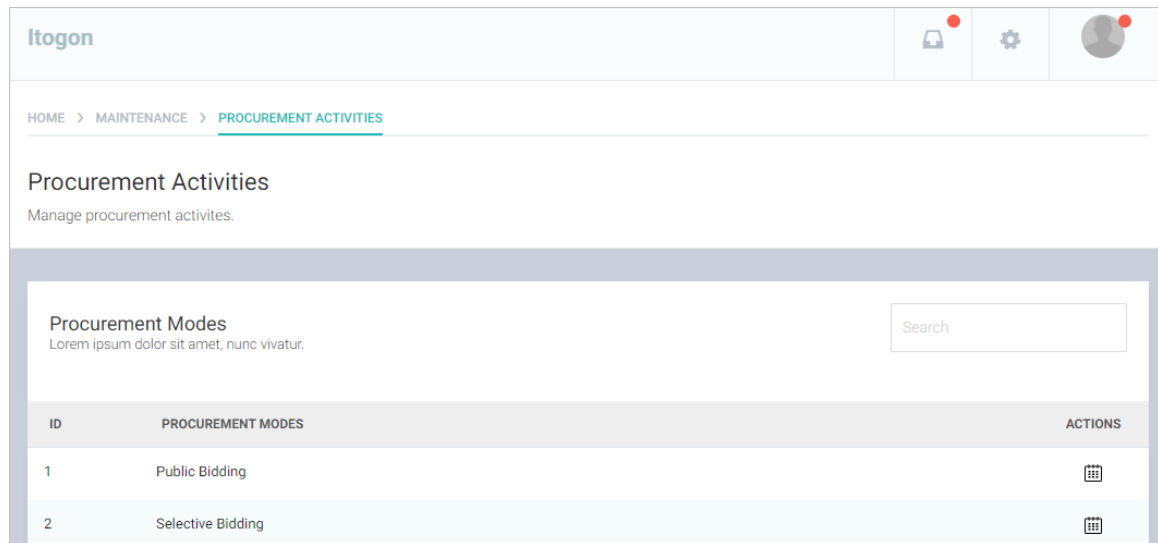 Itogon
HOME > MAINTENANCE > PROCUREMENT ACTIVITIES
Procurement Activities
Manage procurement activites.
Procurement Modes
Lorem ipsum dolor sit amet, nunc vivatur.
Search
ID PROCUREMENT MODES ACTIONS
1 Public Bidding
2 Selective Bidding